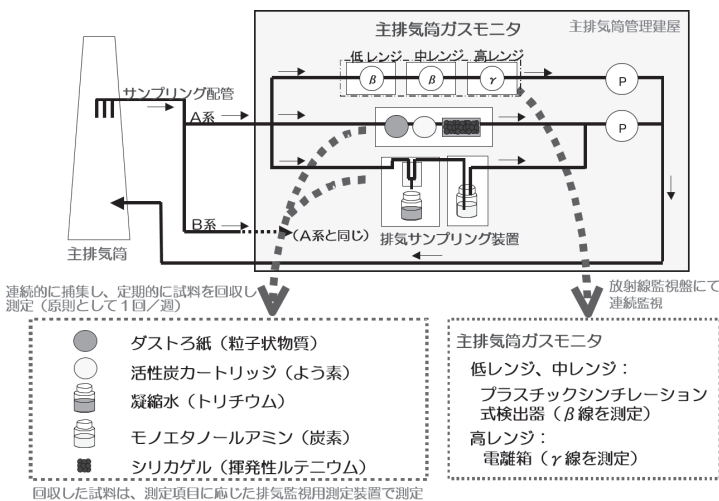 主排気筒ガスモニタ
主排気筒管理建屋
低レンジ 中レンジ 高レンジ
β β γ
P
サンプリング配管
A系
P
B系
(A系と同じ)
排気サンプリング装置
主排気筒
連続的に捕集し、定期的に試料を回収し
測定(原則として1回/週)
放射線監視盤にて
連続監視
ダストろ紙(粒子状物質)
活性炭カートリッジ(よう素)
凝縮水(トリチウム)
モノエタノールアミン(炭素)
シリカゲル(揮発性ルテニウム)
主排気筒ガスモニタ
低レンジ、中レンジ:
プラスチックシンチレーション
式検出器(β線を測定)
高レンジ:
電離箱(γ線を測定)
回収した試料は、測定項目に応じた排気監視用測定装置で測定